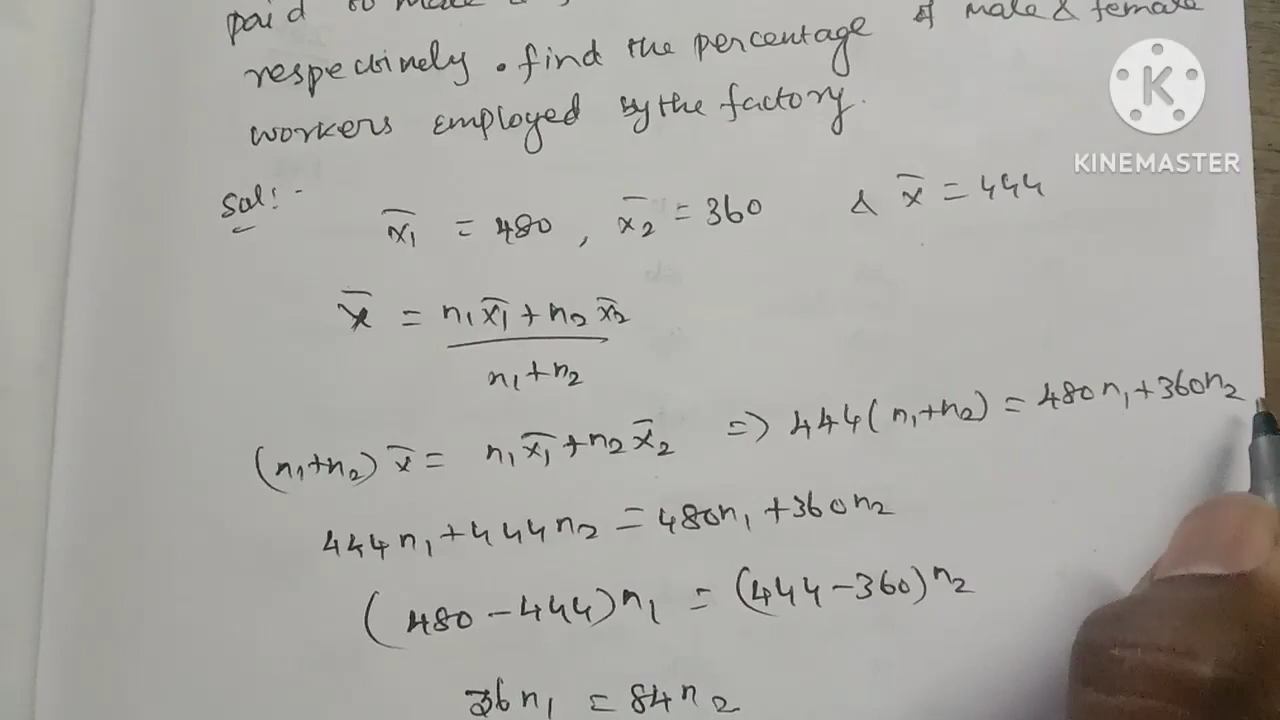 paid to male
of male & female
respectively. find the percentage
workers employed by the factory.
K
KINEMASTER
Sol:-
x̅₁ = 480, x̅₂ = 360 & x̅ = 444
x̅ = n₁x̅₁ + n₂x̅₂
n₁+n₂
(n₁+n₂) x̅ = n₁x̅₁ + n₂x̅₂ => 444(n₁+n₂) = 480n₁+360n₂
444n₁+444n₂ = 480n₁+360n₂
(480-444)n₁ = (444-360)n₂
36n₁ = 84n₂